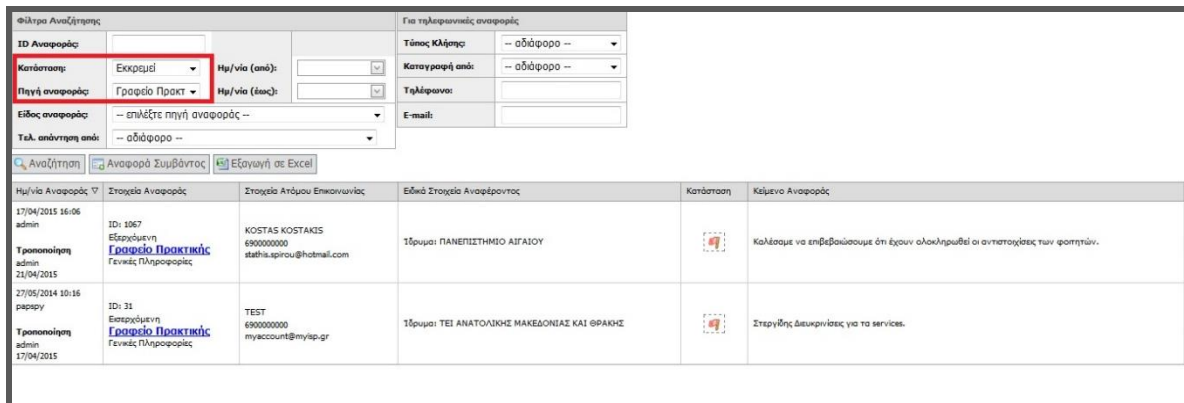 Φίλτρα Αναζήτησης
Για τηλεφωνικές αναφορές
ID Αναφοράς:
Τύπος Κλήσης: -- αδιάφορο --
Κατάσταση: Εκκρεμεί Ημ/νία (από):
Καταγραφή από: -- αδιάφορο --
Πηγή αναφοράς: Γραφείο Πρακτ Ημ/νία (έως):
Τηλέφωνο:
Είδος αναφοράς: -- επιλέξτε πηγή αναφοράς --
E-mail:
Τελ. απάντηση από: -- αδιάφορο --
Αναζήτηση Αναφορά Συμβάντος Εξαγωγή σε Excel
Ημ/νία Αναφοράς Στοιχεία Αναφοράς Στοιχεία Ατόμου Επικοινωνίας Ειδικά Στοιχεία Αναφέροντος Κατάσταση Κείμενο Αναφοράς
17/04/2015 16:06
admin
Τροποποίηση
admin
21/04/2015
ID: 1067
Εξερχόμενη
Γραφείο Πρακτικής
Γενικές Πληροφορίες
KOSTAS KOSTAKIS
6900000000
stathis.spirou@hotmail.com
Ίδρυμα: ΠΑΝΕΠΙΣΤΗΜΙΟ ΑΙΓΑΙΟΥ
Καλέσαμε να επιβεβαιώσουμε ότι έχουν ολοκληρωθεί οι αντιστοιχίσεις των φοιτητών.
27/05/2014 10:16
papspy
Τροποποίηση
admin
17/04/2015
ID: 31
Εισερχόμενη
Γραφείο Πρακτικής
Γενικές Πληροφορίες
TEST
6900000000
myaccount@myisp.gr
Ίδρυμα: ΤΕΙ ΑΝΑΤΟΛΙΚΗΣ ΜΑΚΕΔΟΝΙΑΣ ΚΑΙ ΘΡΑΚΗΣ
Στεργίδης Διευκρινίσεις για τα services.